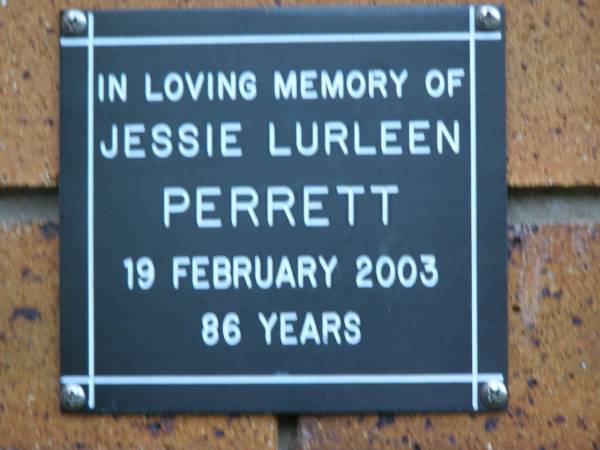 IN LOVING MEMORY OF
JESSIE LURLEEN
PERRETT
19 FEBRUARY 2003
86 YEARS